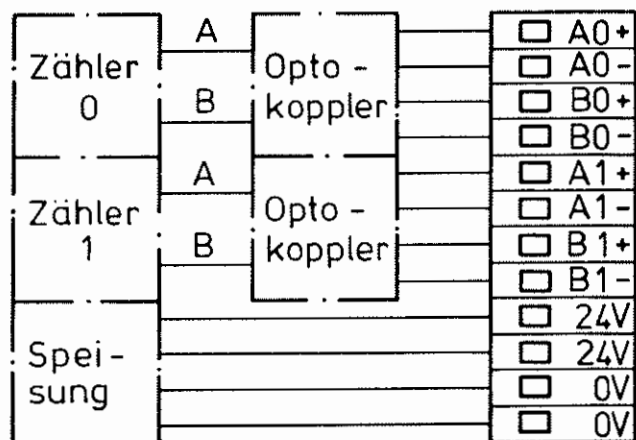 Zähler
0
A
B
Opto-
koppler
Zähler
1
A
B
Opto-
koppler
Spei-
sung
A0+
A0-
B0+
B0-
A1+
A1-
B1+
B1-
24V
24V
0V
0V